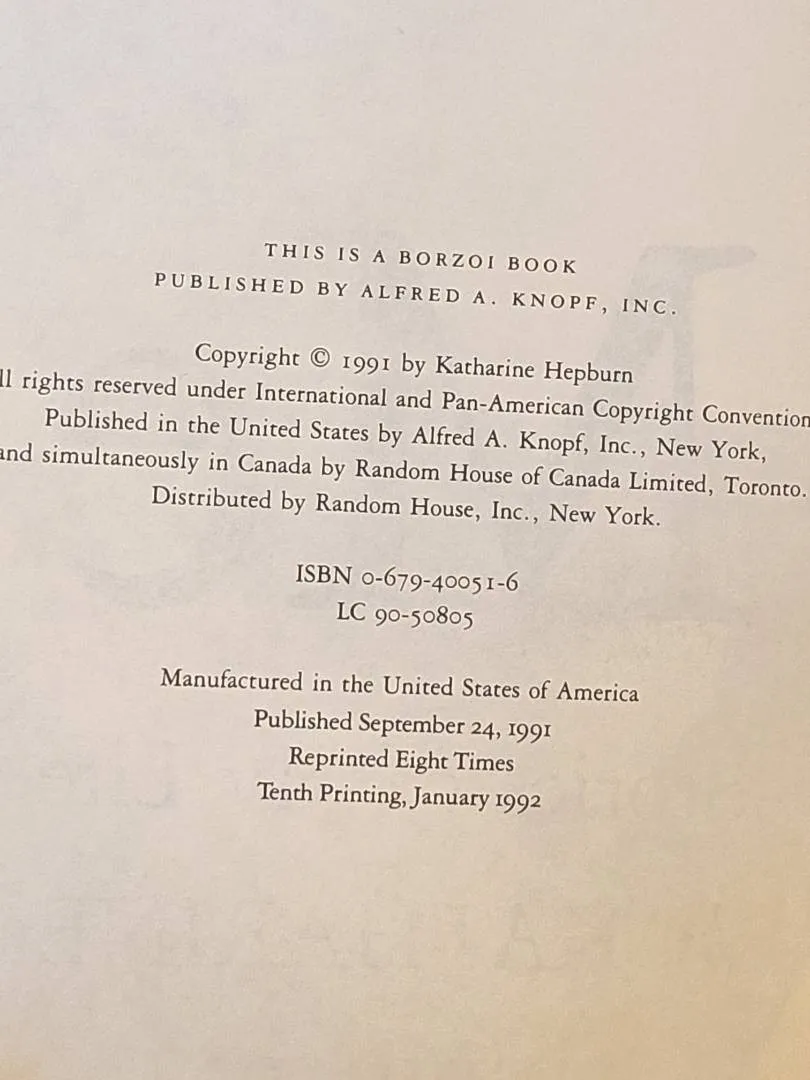 THIS IS A BORZOI BOOK
PUBLISHED BY ALFRED A. KNOPF, INC.
Copyright © 1991 by Katharine Hepburn
ll rights reserved under International and Pan-American Copyright Convention
Published in the United States by Alfred A. Knopf, Inc., New York,
and simultaneously in Canada by Random House of Canada Limited, Toronto.
Distributed by Random House, Inc., New York.
ISBN 0-679-40051-6
LC 90-50805
Manufactured in the United States of America
Published September 24, 1991
Reprinted Eight Times
Tenth Printing, January 1992